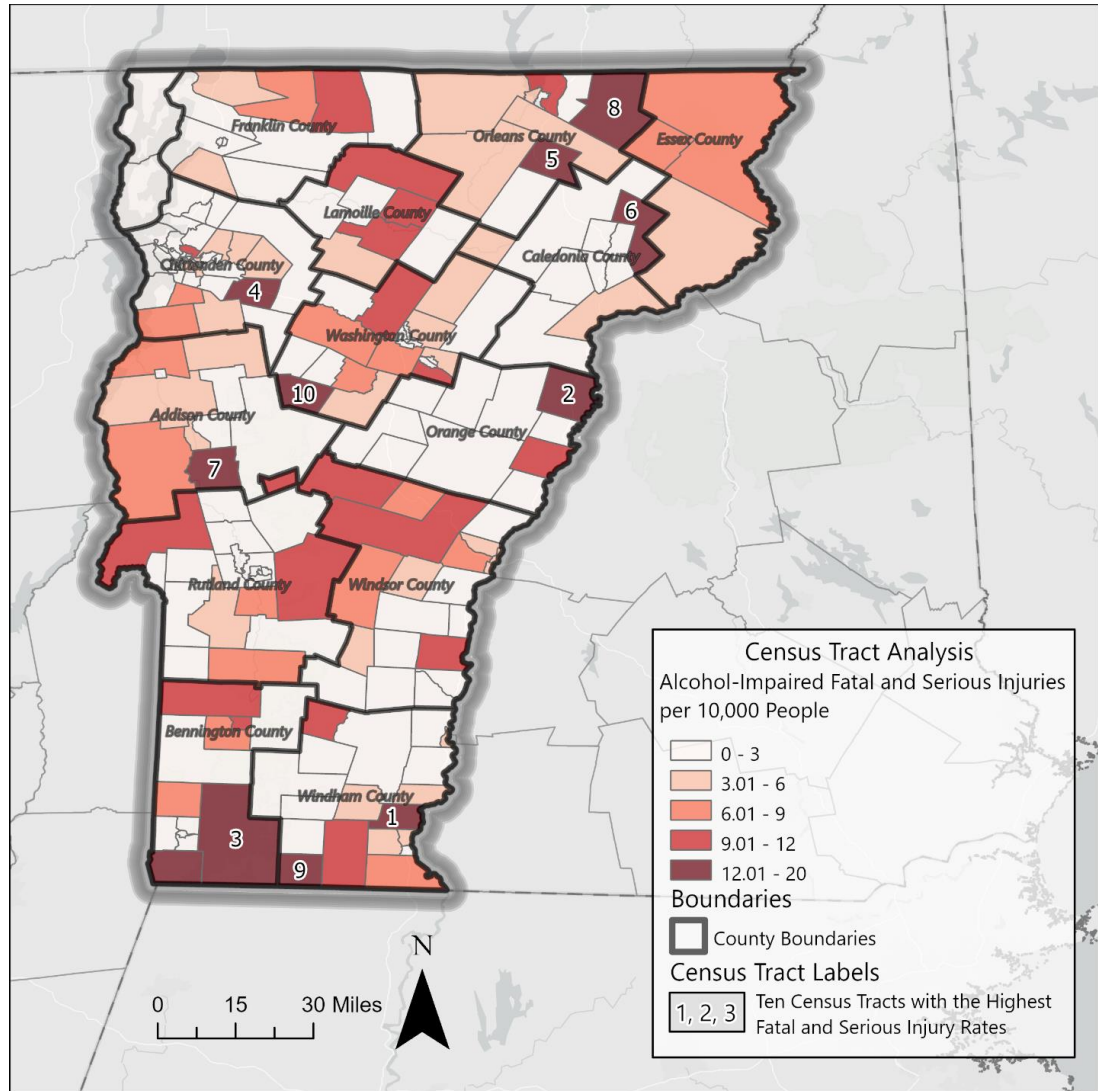 Franklin County
Orleans County
Essex County
8
5
Lamoille County
6
Caledonia County
Chittenden County
4
Washington County
10
2
Addison County
Orange County
7
Rutland County
Windsor County
Bennington County
Windham County
1
3
9
N
0 15 30 Miles
Census Tract Analysis
Alcohol-Impaired Fatal and Serious Injuries
per 10,000 People
0 - 3
3.01 - 6
6.01 - 9
9.01 - 12
12.01 - 20
Boundaries
County Boundaries
Census Tract Labels
1, 2, 3
Ten Census Tracts with the Highest
Fatal and Serious Injury Rates